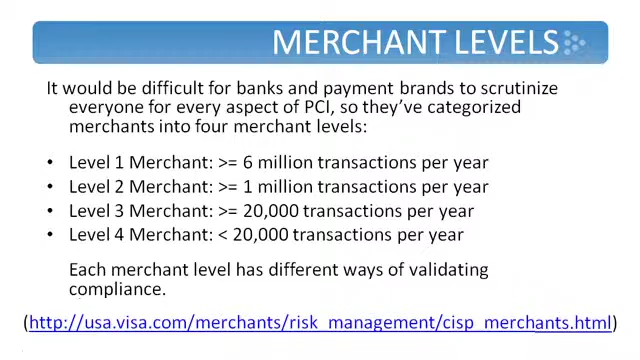 MERCHANT LEVELS
It would be difficult for banks and payment brands to scrutinize
everyone for every aspect of PCI, so they've categorized
merchants into four merchant levels:
• Level 1 Merchant: >= 6 million transactions per year
• Level 2 Merchant: >= 1 million transactions per year
• Level 3 Merchant: >= 20,000 transactions per year
• Level 4 Merchant: < 20,000 transactions per year
Each merchant level has different ways of validating
compliance.
(http://usa.visa.com/merchants/risk_management/cisp_merchants.html)